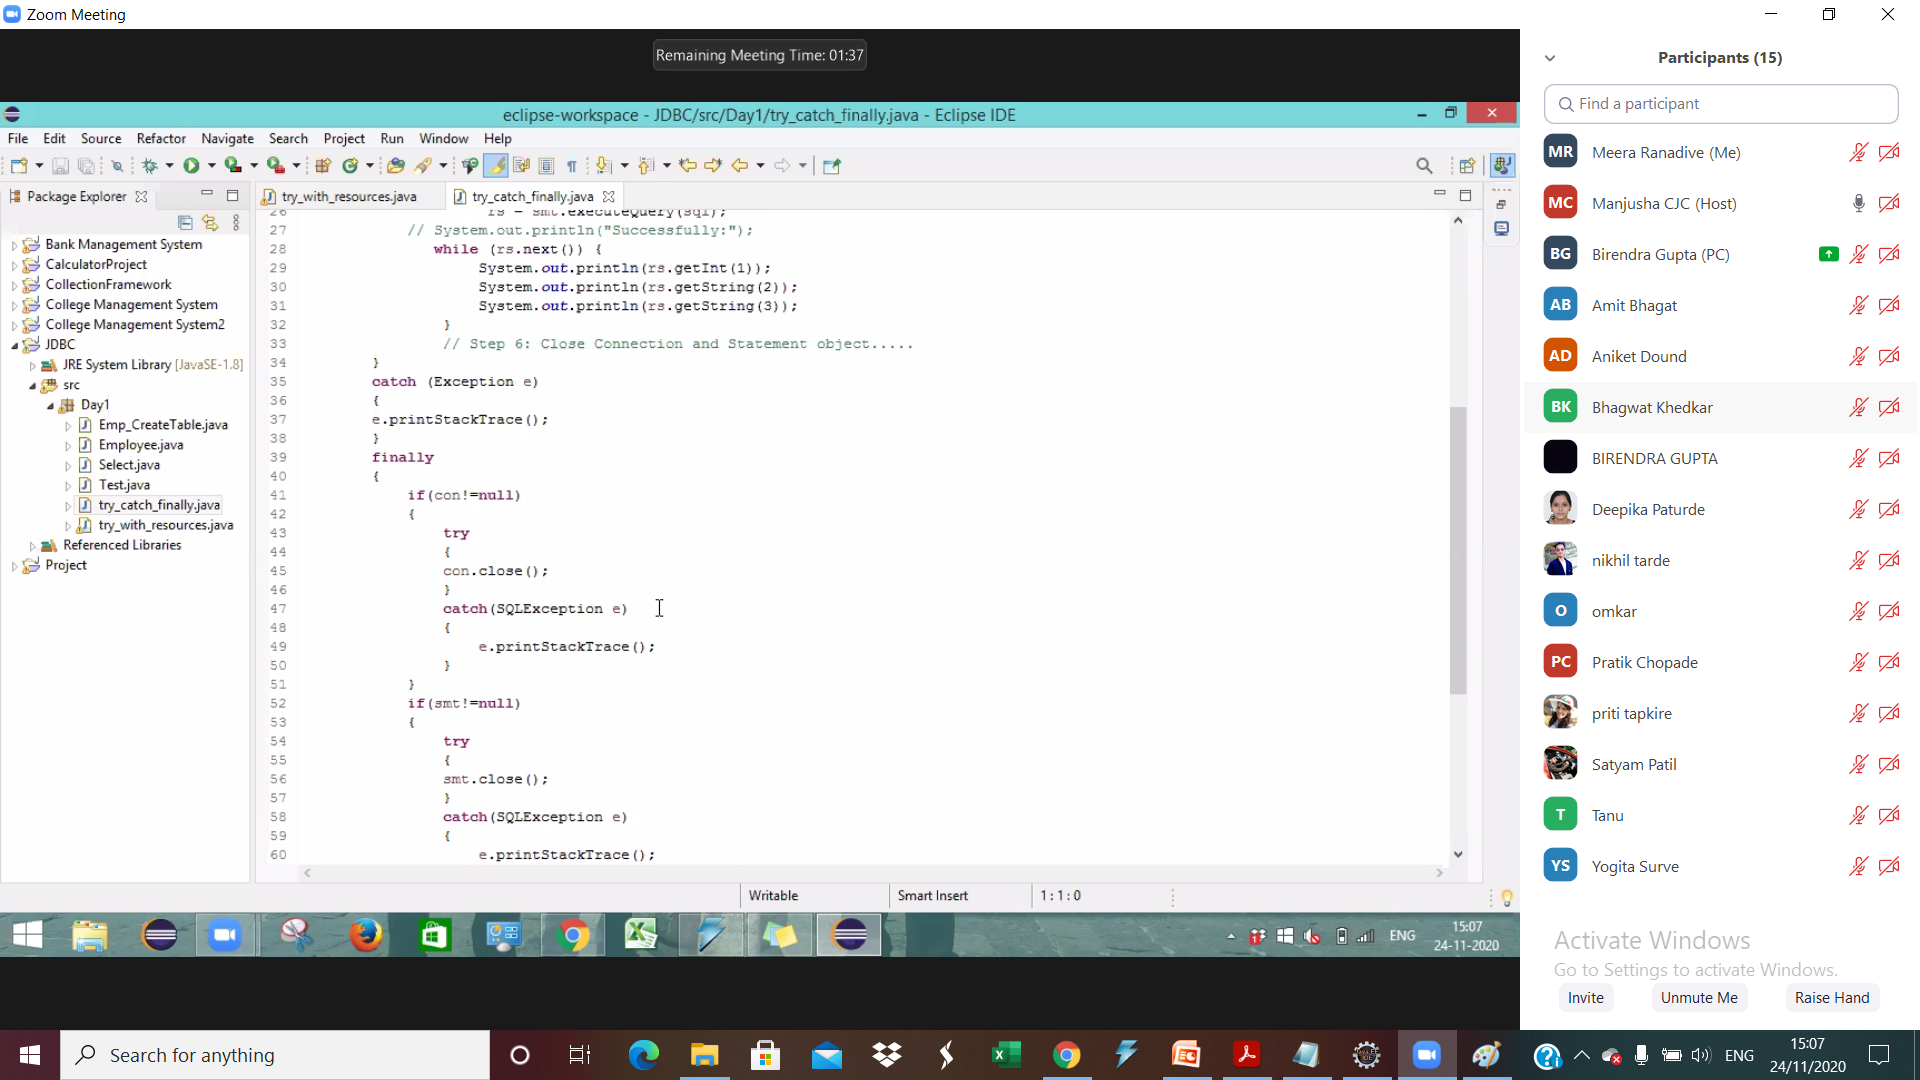 Zoom Meeting
Remaining Meeting Time: 01:37
eclipse-workspace - JDBC/src/Day1/try_catch_finally.java - Eclipse IDE
File Edit Source Refactor Navigate Search Project Run Window Help
Package Explorer
try_with_resources.java
try_catch_finally.java
Bank Management System
CalculatorProject
CollectionFramework
College Management System
College Management System2
JDBC
JRE System Library [JavaSE-1.8]
src
Day1
Emp_CreateTable.java
Employee.java
Select.java
Test.java
try_catch_finally.java
try_with_resources.java
Referenced Libraries
Project
26 rs = smt.executeQuery(sql);
27 // System.out.println("Successfully:");
28 while (rs.next()) {
29 System.out.println(rs.getInt(1));
30 System.out.println(rs.getString(2));
31 System.out.println(rs.getString(3));
32 }
33 // Step 6: Close Connection and Statement object.....
34 }
35 catch (Exception e)
36 {
37 e.printStackTrace();
38 }
39 finally
40 {
41 if(con!=null)
42 {
43 try
44 {
45 con.close();
46 }
47 catch(SQLException e)
48 {
49 e.printStackTrace();
50 }
51 }
52 if(smt!=null)
53 {
54 try
55 {
56 smt.close();
57 }
58 catch(SQLException e)
59 {
60 e.printStackTrace();
Writable
Smart Insert
1:1:0
ENG
15:07
24-11-2020
Participants (15)
Find a participant
MR Meera Ranadive (Me)
MC Manjusha CJC (Host)
BG Birendra Gupta (PC)
AB Amit Bhagat
AD Aniket Dound
BK Bhagwat Khedkar
BIRENDRA GUPTA
Deepika Paturde
nikhil tarde
O omkar
PC Pratik Chopade
priti tapkire
Satyam Patil
T Tanu
YS Yogita Surve
Activate Windows
Go to Settings to activate Windows.
Invite
Unmute Me
Raise Hand
Search for anything
ENG
15:07
24/11/2020